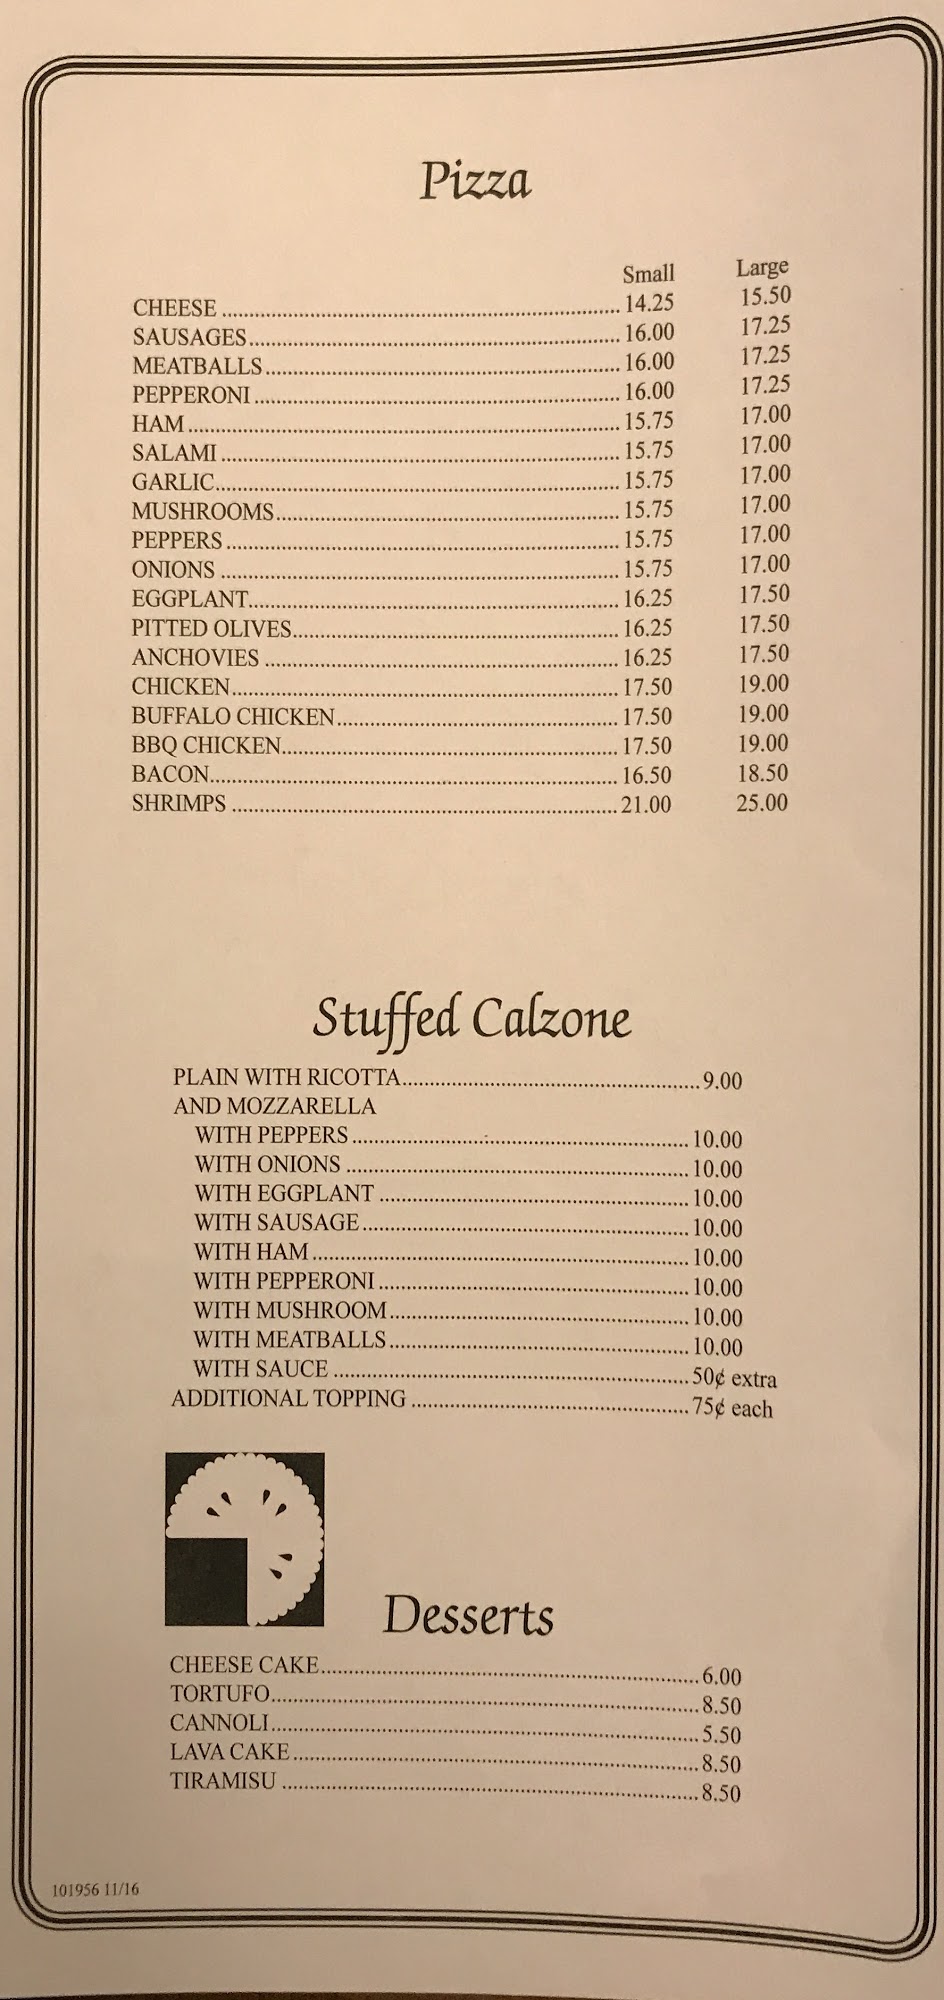 Pizza
Small Large
CHEESE 14.25 15.50
SAUSAGES 16.00 17.25
MEATBALLS 16.00 17.25
PEPPERONI 16.00 17.25
HAM 15.75 17.00
SALAMI 15.75 17.00
GARLIC 15.75 17.00
MUSHROOMS 15.75 17.00
PEPPERS 15.75 17.00
ONIONS 15.75 17.00
EGGPLANT 16.25 17.50
PITTED OLIVES 16.25 17.50
ANCHOVIES 16.25 17.50
CHICKEN 17.50 19.00
BUFFALO CHICKEN 17.50 19.00
BBQ CHICKEN 17.50 19.00
BACON 16.50 18.50
SHRIMPS 21.00 25.00
Stuffed Calzone
PLAIN WITH RICOTTA 9.00
AND MOZZARELLA
WITH PEPPERS 10.00
WITH ONIONS 10.00
WITH EGGPLANT 10.00
WITH SAUSAGE 10.00
WITH HAM 10.00
WITH PEPPERONI 10.00
WITH MUSHROOM 10.00
WITH MEATBALLS 10.00
WITH SAUCE 50¢ extra
ADDITIONAL TOPPING 75¢ each
Desserts
CHEESE CAKE 6.00
TORTUFO 8.50
CANNOLI 5.50
LAVA CAKE 8.50
TIRAMISU 8.50
101956 11/16